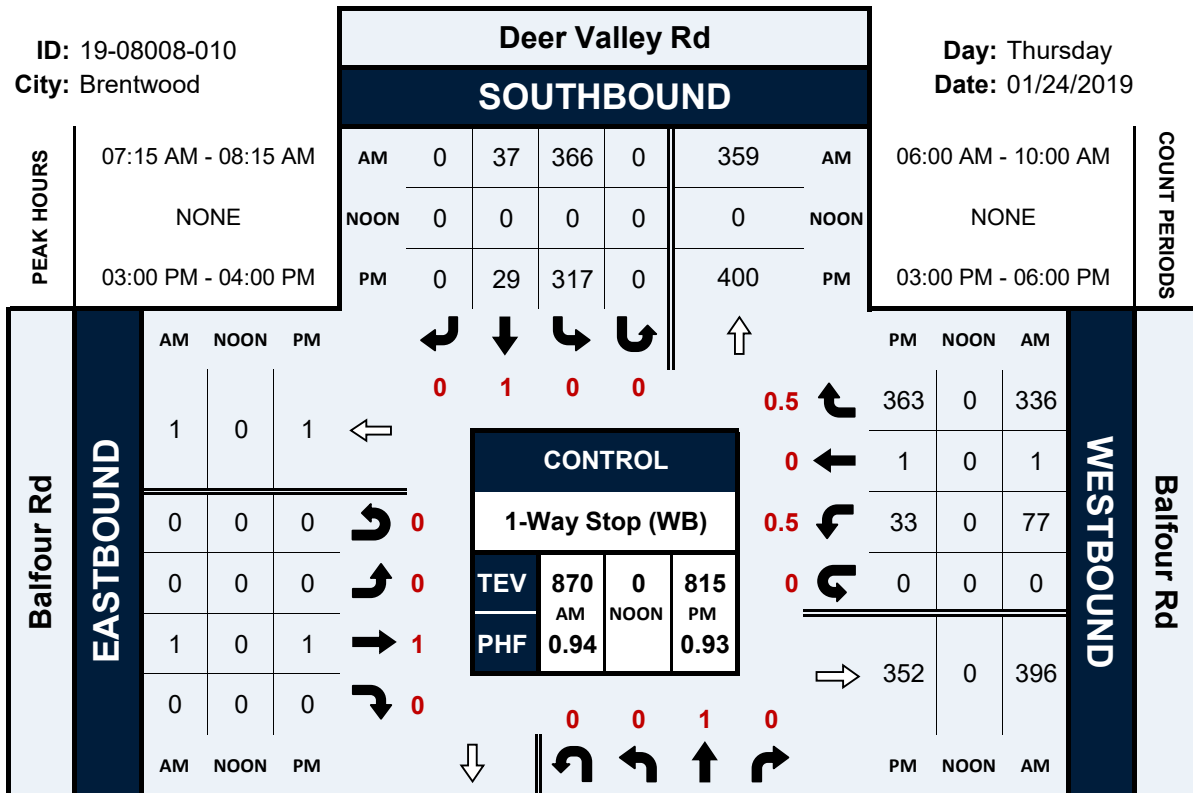 ID: 19-08008-010
City: Brentwood
Deer Valley Rd
SOUTHBOUND
Day: Thursday
Date: 01/24/2019
PEAK HOURS
07:15 AM - 08:15 AM
NONE
03:00 PM - 04:00 PM
AM 0 37 366 0 359 AM
NOON 0 0 0 0 0 NOON
PM 0 29 317 0 400 PM
06:00 AM - 10:00 AM
NONE
03:00 PM - 06:00 PM
COUNT PERIODS
0 1 0 0
Balfour Rd
EASTBOUND
AM NOON PM
1 0 1
0 0 0 0
0 0 0 0
1 0 1 1
0 0 0 0
AM NOON PM
CONTROL
1-Way Stop (WB)
TEV 870 0 815
AM NOON PM
PHF 0.94 0.93
PM NOON AM
0.5 363 0 336
0 1 0 1
0.5 33 0 77
0 0 0 0
352 0 396
PM NOON AM
WESTBOUND
Balfour Rd
0 0 1 0